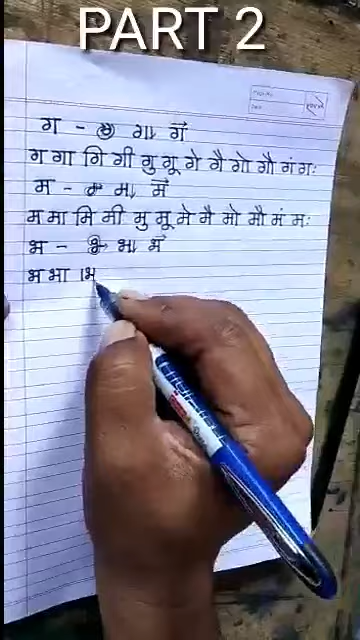 PART 2
ग - गा गं
ग गा गि गी गु गू गे गै गो गौ गं गः
म - मा मं
म मा मि मी मु मू मे मै मो मौ मं मः
भ - भा भं
भ भा भ